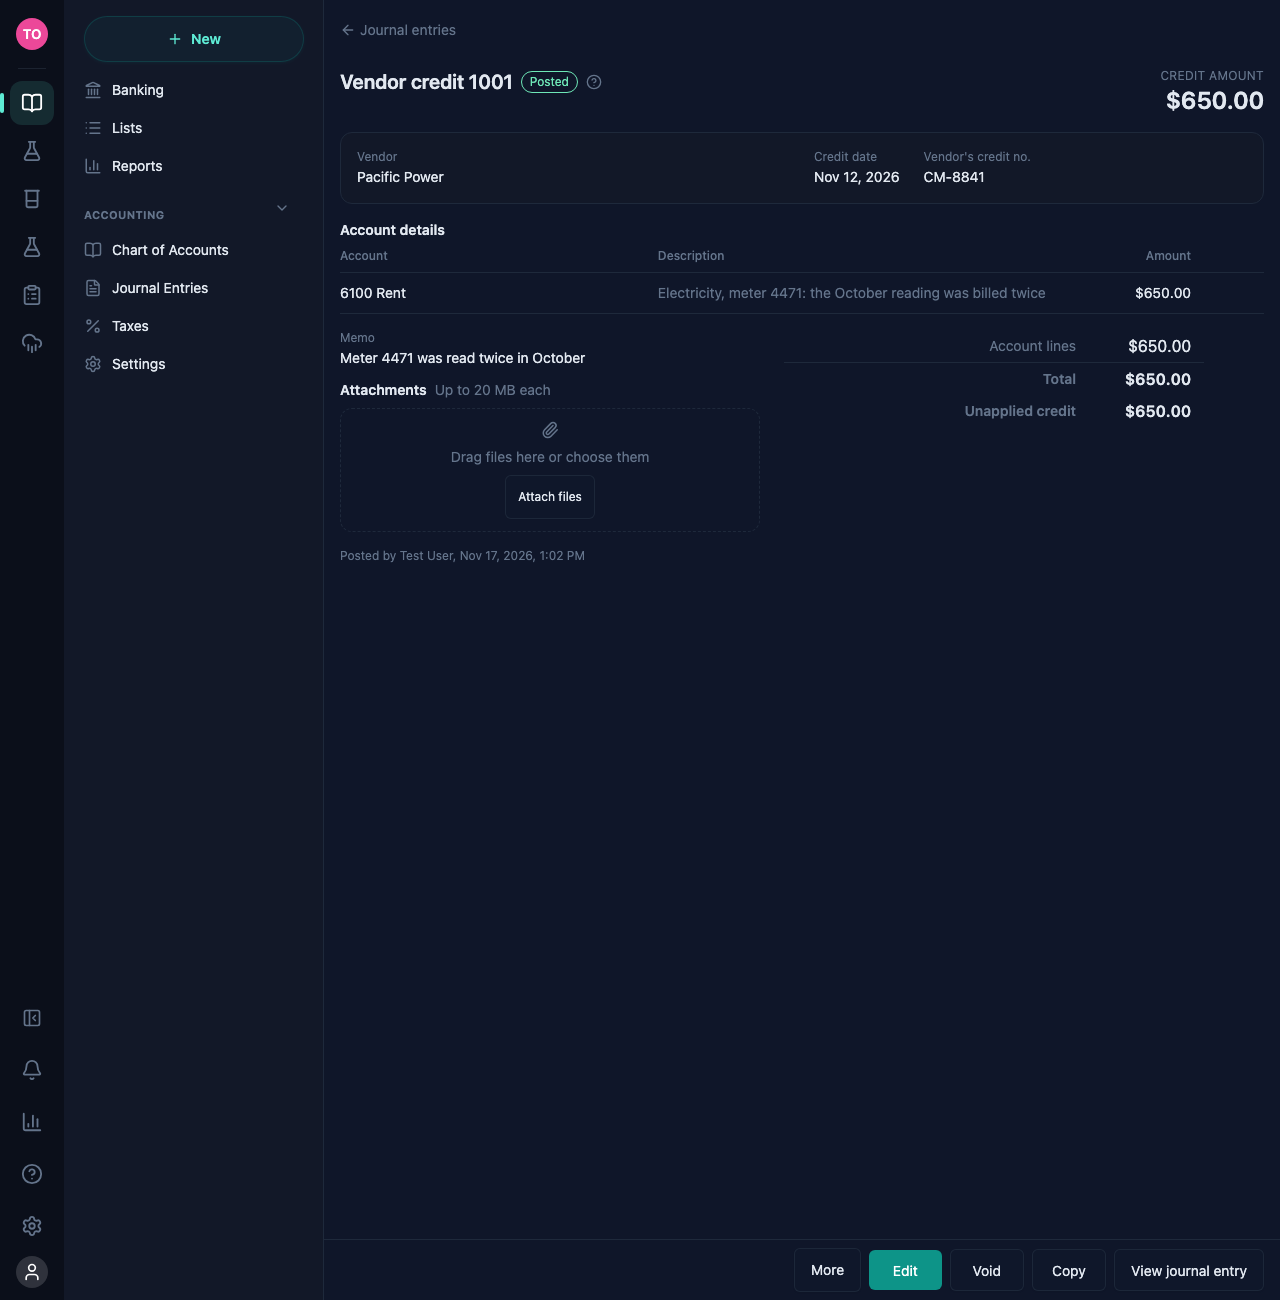 TO
New
Banking
Lists
Reports
ACCOUNTING
Chart of Accounts
Journal Entries
Taxes
Settings
Journal entries
Vendor credit 1001 Posted
CREDIT AMOUNT
$650.00
Vendor Credit date Vendor's credit no.
Pacific Power Nov 12, 2026 CM-8841
Account details
Account Description Amount
6100 Rent Electricity, meter 4471: the October reading was billed twice $650.00
Memo
Meter 4471 was read twice in October
Account lines $650.00
Total $650.00
Unapplied credit $650.00
Attachments Up to 20 MB each
Drag files here or choose them
Attach files
Posted by Test User, Nov 17, 2026, 1:02 PM
More Edit Void Copy View journal entry